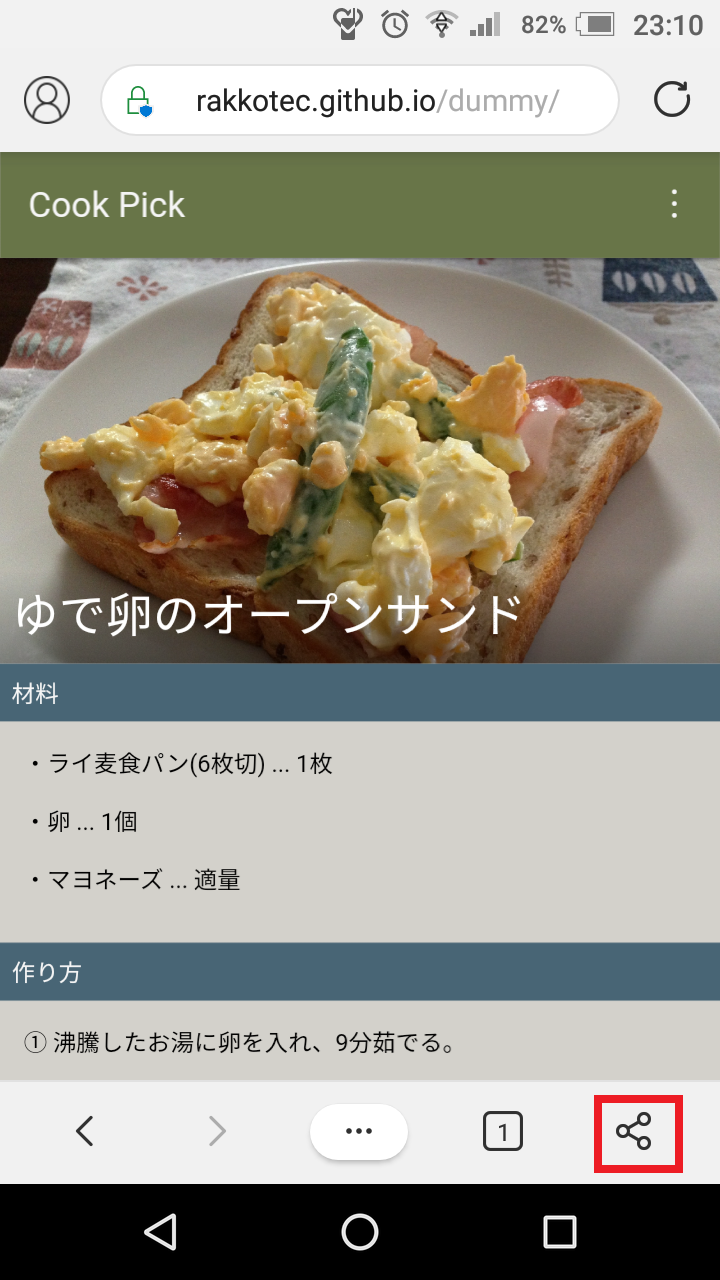 82% 23:10
rakkotec.github.io/dummy/
Cook Pick
ゆで卵のオープンサンド
材料
・ライ麦食パン(6枚切) ... 1枚
・卵 ... 1個
・マヨネーズ ... 適量
作り方
① 沸騰したお湯に卵を入れ、9分茹でる。
1